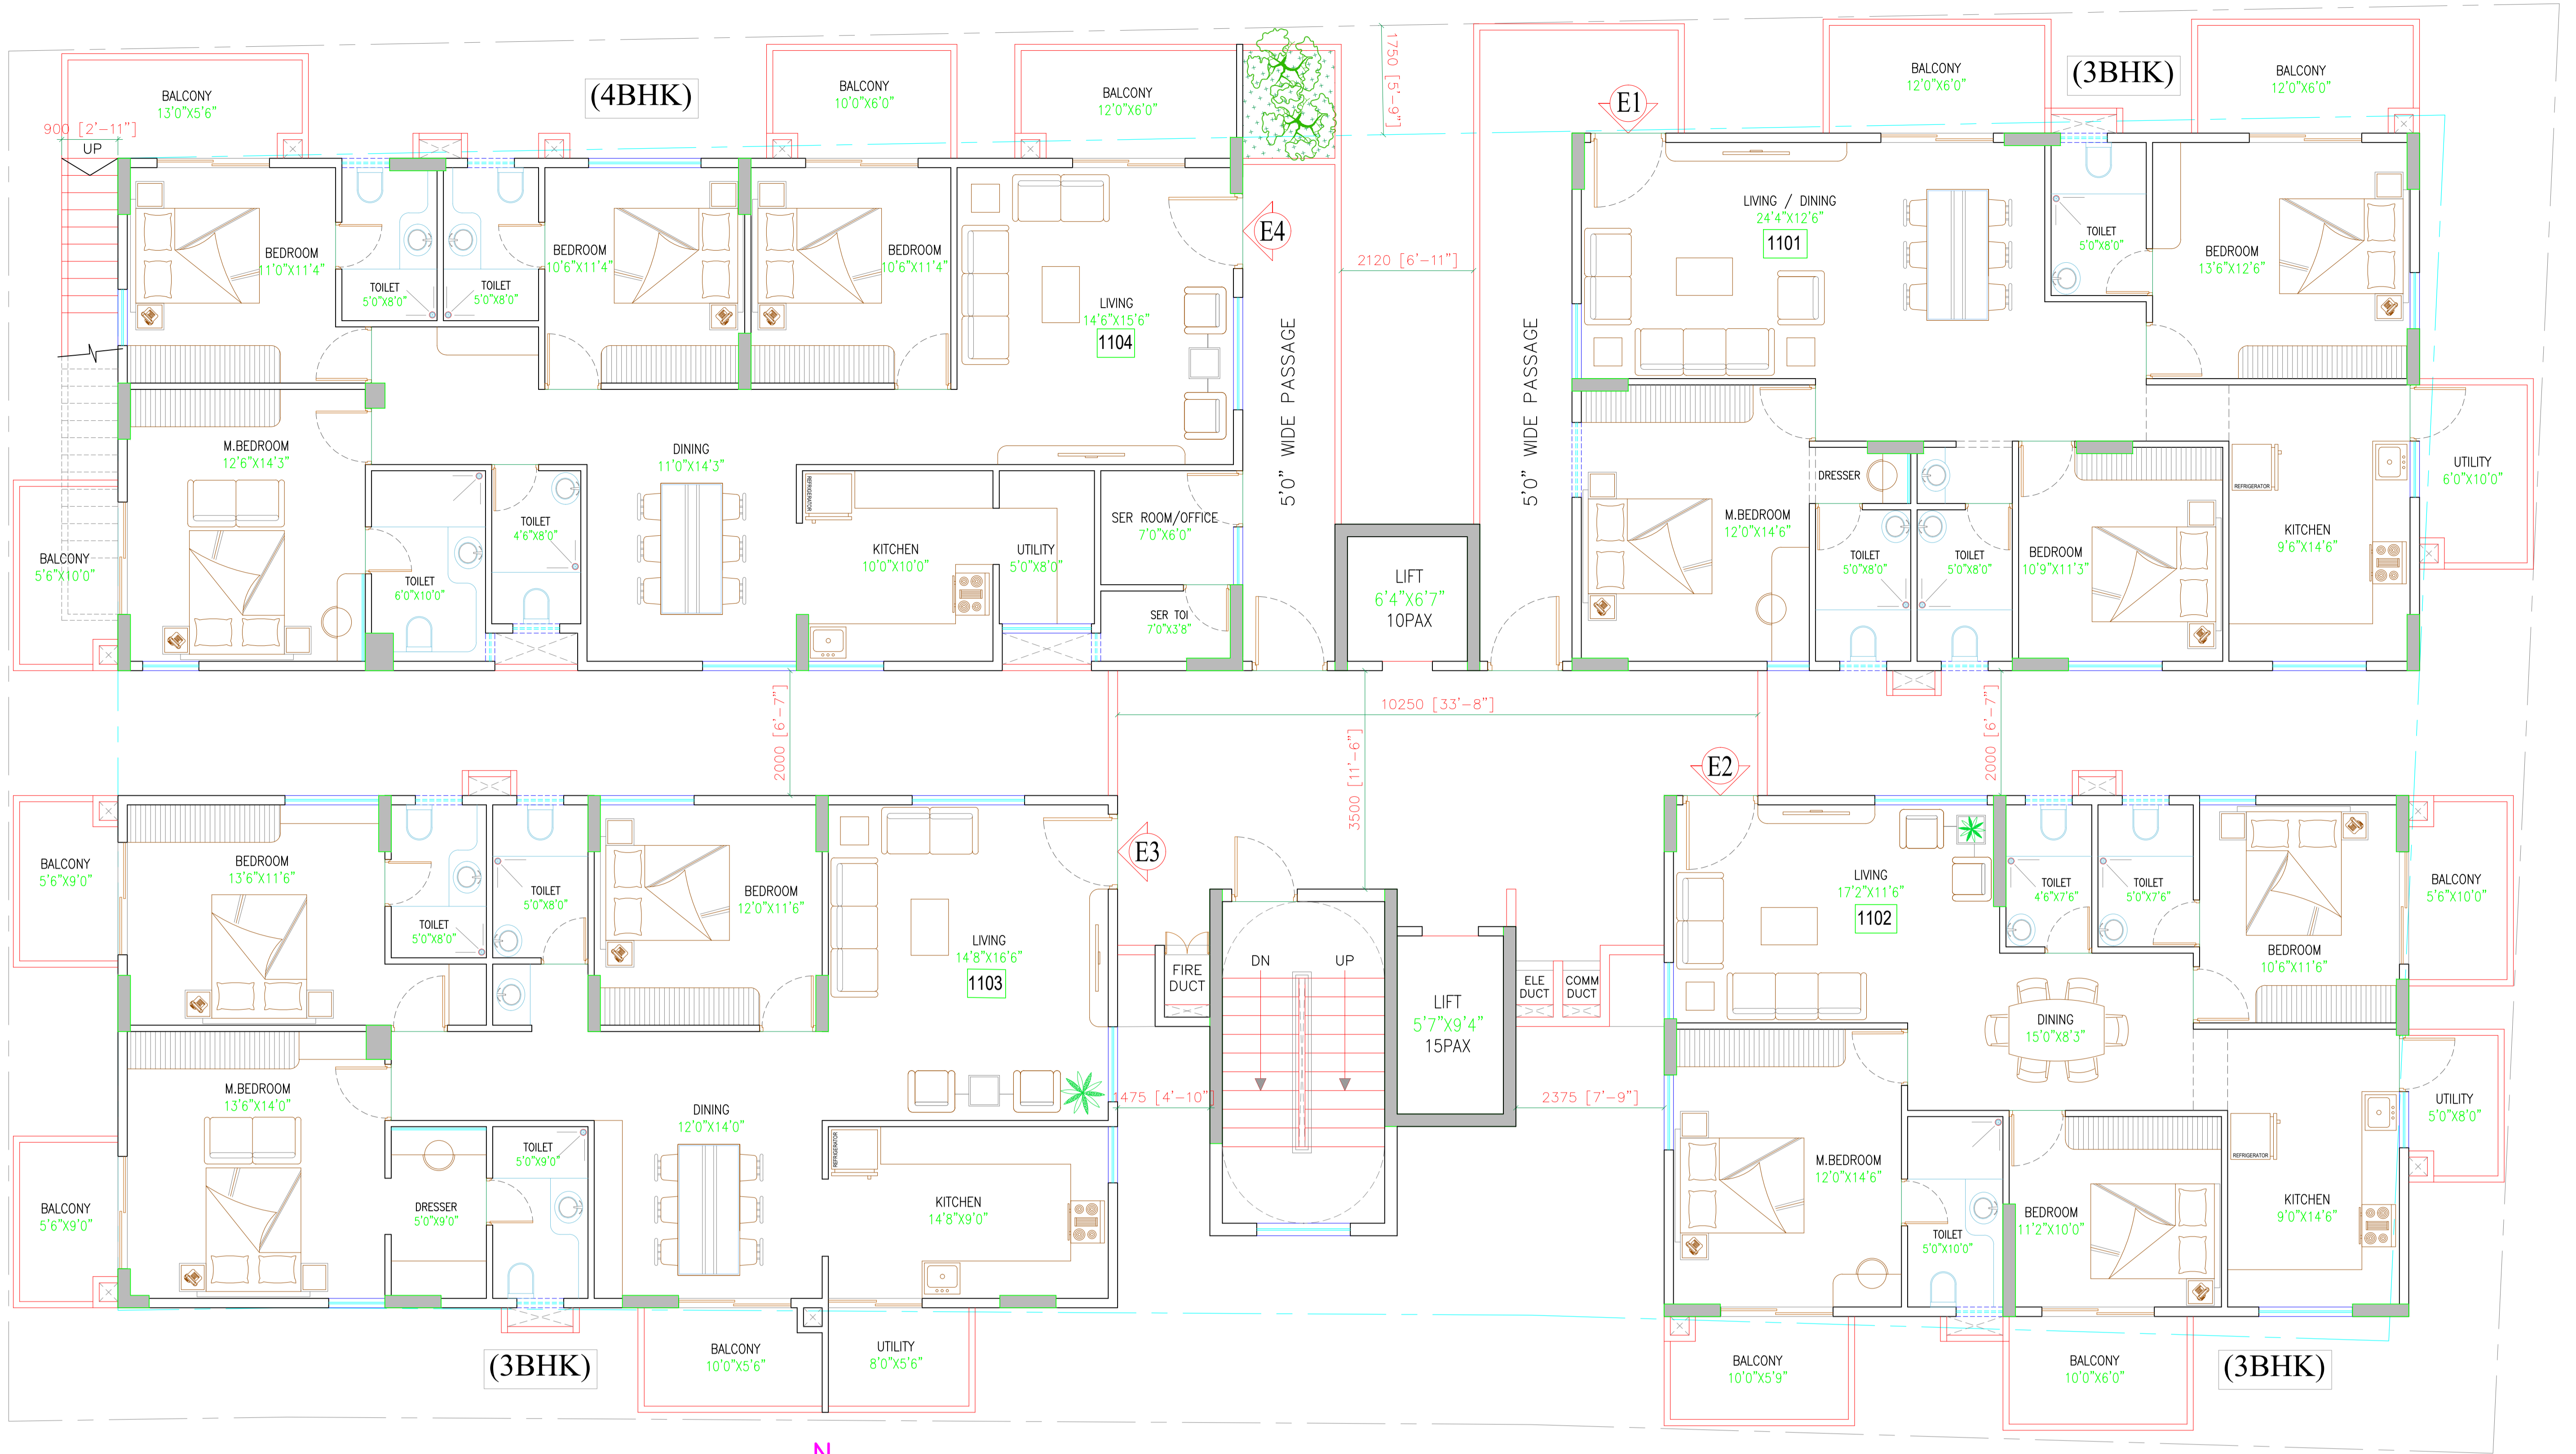 (4BHK)
BALCONY
13'0"X5'6"
900 [2'-11"]
UP
BALCONY
10'0"X6'0"
BALCONY
12'0"X6'0"
BEDROOM
11'0"X11'4"
TOILET
5'0"X8'0"
TOILET
5'0"X8'0"
BEDROOM
10'6"X11'4"
BEDROOM
10'6"X11'4"
LIVING
14'6"X15'6"
1104
E4
M.BEDROOM
12'6"X14'3"
BALCONY
5'6"X10'0"
TOILET
6'0"X10'0"
TOILET
4'6"X8'0"
DINING
11'0"X14'3"
REFRIGERATOR
KITCHEN
10'0"X10'0"
UTILITY
5'0"X8'0"
SER ROOM/OFFICE
7'0"X6'0"
SER TOI
7'0"X3'8"
5'0" WIDE PASSAGE
1750 [5'-9"]
2120 [6'-11"]
5'0" WIDE PASSAGE
LIFT
6'4"X6'7"
10PAX
E1
BALCONY
12'0"X6'0"
(3BHK)
BALCONY
12'0"X6'0"
LIVING / DINING
24'4"X12'6"
1101
TOILET
5'0"X8'0"
BEDROOM
13'6"X12'6"
M.BEDROOM
12'0"X14'6"
DRESSER
TOILET
5'0"X8'0"
TOILET
5'0"X8'0"
BEDROOM
10'9"X11'3"
REFRIGERATOR
KITCHEN
9'6"X14'6"
UTILITY
6'0"X10'0"
2000 [6'-7"]
10250 [33'-8"]
3500 [11'-6"]
2000 [6'-7"]
BALCONY
5'6"X9'0"
BEDROOM
13'6"X11'6"
TOILET
5'0"X8'0"
TOILET
5'0"X8'0"
BEDROOM
12'0"X11'6"
LIVING
14'8"X16'6"
1103
E3
M.BEDROOM
13'6"X14'0"
BALCONY
5'6"X9'0"
DRESSER
5'0"X9'0"
TOILET
5'0"X9'0"
DINING
12'0"X14'0"
REFRIGERATOR
KITCHEN
14'8"X9'0"
(3BHK)
BALCONY
10'0"X5'6"
UTILITY
8'0"X5'6"
FIRE
DUCT
DN
UP
1475 [4'-10"]
LIFT
5'7"X9'4"
15PAX
ELE
DUCT
COMM
DUCT
2375 [7'-9"]
E2
LIVING
17'2"X11'6"
1102
TOILET
4'6"X7'6"
TOILET
5'0"X7'6"
BEDROOM
10'6"X11'6"
BALCONY
5'6"X10'0"
DINING
15'0"X8'3"
M.BEDROOM
12'0"X14'6"
TOILET
5'0"X10'0"
BEDROOM
11'2"X10'0"
REFRIGERATOR
KITCHEN
9'0"X14'6"
UTILITY
5'0"X8'0"
BALCONY
10'0"X5'9"
BALCONY
10'0"X6'0"
(3BHK)
N